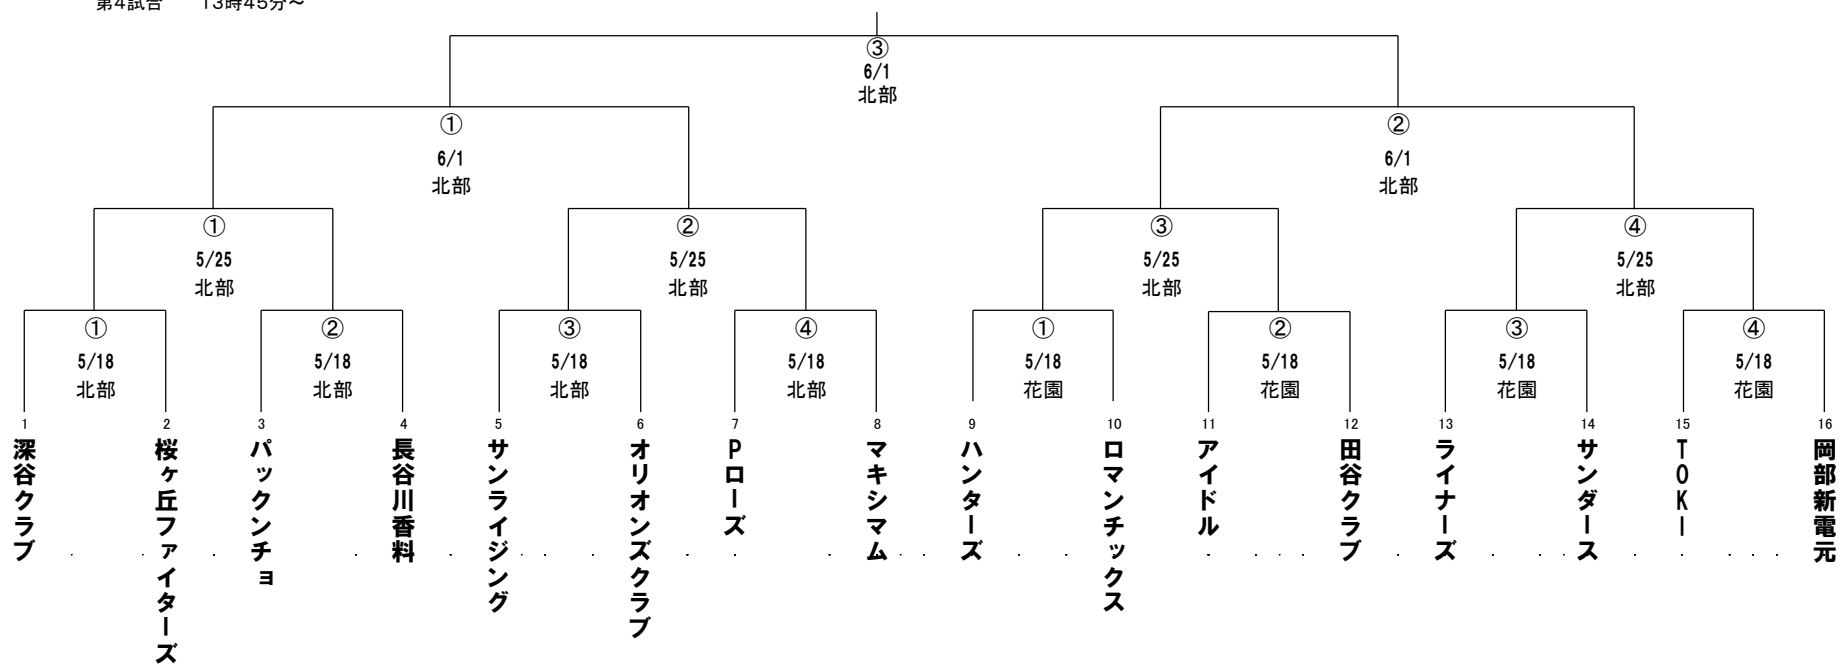 第4試合 13時45分～
③
6/1
北部
① ②
6/1 6/1
北部 北部
① ② ③ ④
5/25 5/25 5/25 5/25
北部 北部 北部 北部
① ② ③ ④ ① ② ③ ④
5/18 5/18 5/18 5/18 5/18 5/18 5/18 5/18
北部 北部 北部 北部 花園 花園 花園 花園
1 2 3 4 5 6 7 8 9 10 11 12 13 14 15 16
深谷クラブ
桜ヶ丘ファイターズ
パックンチョ
長谷川香料
サンライジング
オリオンズクラブ
Pローズ
マキシマム
ハンターズ
ロマンチックス
アイドル
田谷クラブ
ライナーズ
サンダース
TOKI
岡部新電元